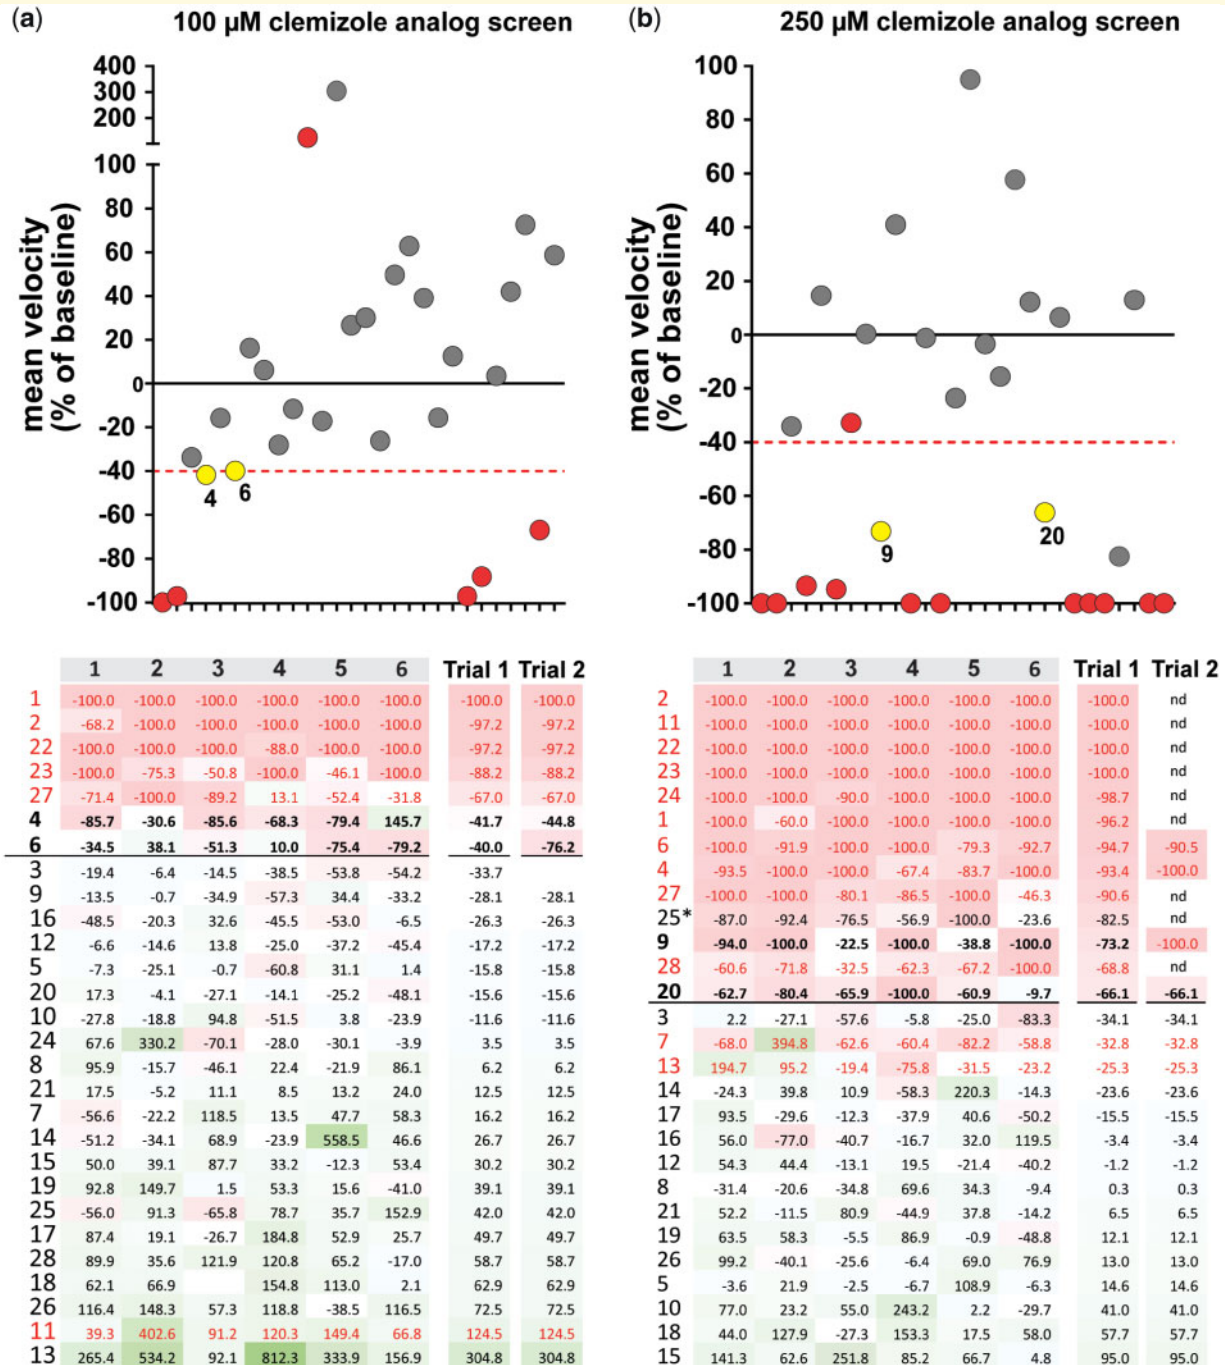 (a) 100 µM clemizole analog screen
400
300
200
100
80
60
40
20
0
-20
-40
-60
-80
-100
mean velocity
(% of baseline)
4
6
1 2 3 4 5 6 Trial 1 Trial 2
1 -100.0 -100.0 -100.0 -100.0 -100.0 -100.0 -100.0 -100.0
2 -68.2 -100.0 -100.0 -100.0 -100.0 -100.0 -97.2 -97.2
22 -100.0 -100.0 -100.0 -88.0 -100.0 -100.0 -97.2 -97.2
23 -100.0 -75.3 -50.8 -100.0 -46.1 -100.0 -88.2 -88.2
27 -71.4 -100.0 -89.2 13.1 -52.4 -31.8 -67.0 -67.0
4 -85.7 -30.6 -85.6 -68.3 -79.4 145.7 -41.7 -44.8
6 -34.5 38.1 -51.3 10.0 -75.4 -79.2 -40.0 -76.2
3 -19.4 -6.4 -14.5 -38.5 -53.8 -54.2 -33.7
9 -13.5 -0.7 -34.9 -57.3 34.4 -33.2 -28.1 -28.1
16 -48.5 -20.3 32.6 -45.5 -53.0 -6.5 -26.3 -26.3
12 -6.6 -14.6 13.8 -25.0 -37.2 -45.4 -17.2 -17.2
5 -7.3 -25.1 -0.7 -60.8 31.1 1.4 -15.8 -15.8
20 17.3 -4.1 -27.1 -14.1 -25.2 -48.1 -15.6 -15.6
10 -27.8 -18.8 94.8 -51.5 3.8 -23.9 -11.6 -11.6
24 67.6 330.2 -70.1 -28.0 -30.1 -3.9 3.5 3.5
8 95.9 -15.7 -46.1 22.4 -21.9 86.1 6.2 6.2
21 17.5 -5.2 11.1 8.5 13.2 24.0 12.5 12.5
7 -56.6 -22.2 118.5 13.5 47.7 58.3 16.2 16.2
14 -51.2 -34.1 68.9 -23.9 558.5 46.6 26.7 26.7
15 50.0 39.1 87.7 33.2 -12.3 53.4 30.2 30.2
19 92.8 149.7 1.5 53.3 15.6 -41.0 39.1 39.1
25 -56.0 91.3 -65.8 78.7 35.7 152.9 42.0 42.0
17 87.4 19.1 -26.7 184.8 52.9 25.7 49.7 49.7
28 89.9 35.6 121.9 120.8 65.2 -17.0 58.7 58.7
18 62.1 66.9 154.8 113.0 2.1 62.9 62.9
26 116.4 148.3 57.3 118.8 -38.5 116.5 72.5 72.5
11 39.3 402.6 91.2 120.3 149.4 66.8 124.5 124.5
13 265.4 534.2 92.1 812.3 333.9 156.9 304.8 304.8
(b) 250 µM clemizole analog screen
100
80
60
40
20
0
-20
-40
-60
-80
-100
mean velocity
(% of baseline)
9
20
1 2 3 4 5 6 Trial 1 Trial 2
2 -100.0 -100.0 -100.0 -100.0 -100.0 -100.0 -100.0 nd
11 -100.0 -100.0 -100.0 -100.0 -100.0 -100.0 -100.0 nd
22 -100.0 -100.0 -100.0 -100.0 -100.0 -100.0 -100.0 nd
23 -100.0 -100.0 -100.0 -100.0 -100.0 -100.0 -100.0 nd
24 -100.0 -100.0 -90.0 -100.0 -100.0 -100.0 -98.7 nd
1 -100.0 -60.0 -100.0 -100.0 -100.0 -100.0 -96.2 nd
6 -100.0 -91.9 -100.0 -100.0 -79.3 -92.7 -94.7 -90.5
4 -93.5 -100.0 -100.0 -67.4 -83.7 -100.0 -93.4 -100.0
27 -100.0 -100.0 -80.1 -86.5 -100.0 -46.3 -90.6 nd
25* -87.0 -92.4 -76.5 -56.9 -100.0 -23.6 -82.5 nd
9 -94.0 -100.0 -22.5 -100.0 -38.8 -100.0 -73.2 -100.0
28 -60.6 -71.8 -32.5 -62.3 -67.2 -100.0 -68.8 nd
20 -62.7 -80.4 -65.9 -100.0 -60.9 -9.7 -66.1 -66.1
3 2.2 -27.1 -57.6 -5.8 -25.0 -83.3 -34.1 -34.1
7 -68.0 394.8 -62.6 -60.4 -82.2 -58.8 -32.8 -32.8
13 194.7 95.2 -19.4 -75.8 -31.5 -23.2 -25.3 -25.3
14 -24.3 39.8 10.9 -58.3 220.3 -14.3 -23.6 -23.6
17 93.5 -29.6 -12.3 -37.9 40.6 -50.2 -15.5 -15.5
16 56.0 -77.0 -40.7 -16.7 32.0 119.5 -3.4 -3.4
12 54.3 44.4 -13.1 19.5 -21.4 -40.2 -1.2 -1.2
8 -31.4 -20.6 -34.8 69.6 34.3 -9.4 0.3 0.3
21 52.2 -11.5 80.9 -44.9 37.8 -14.2 6.5 6.5
19 63.5 58.3 -5.5 86.9 -0.9 -48.8 12.1 12.1
26 99.2 -40.1 -25.6 -6.4 69.0 76.9 13.0 13.0
5 -3.6 21.9 -2.5 -6.7 108.9 -6.3 14.6 14.6
10 77.0 23.2 55.0 243.2 2.2 -29.7 41.0 41.0
18 44.0 127.9 -27.3 153.3 17.5 58.0 57.7 57.7
15 141.3 62.6 251.8 85.2 66.7 4.8 95.0 95.0